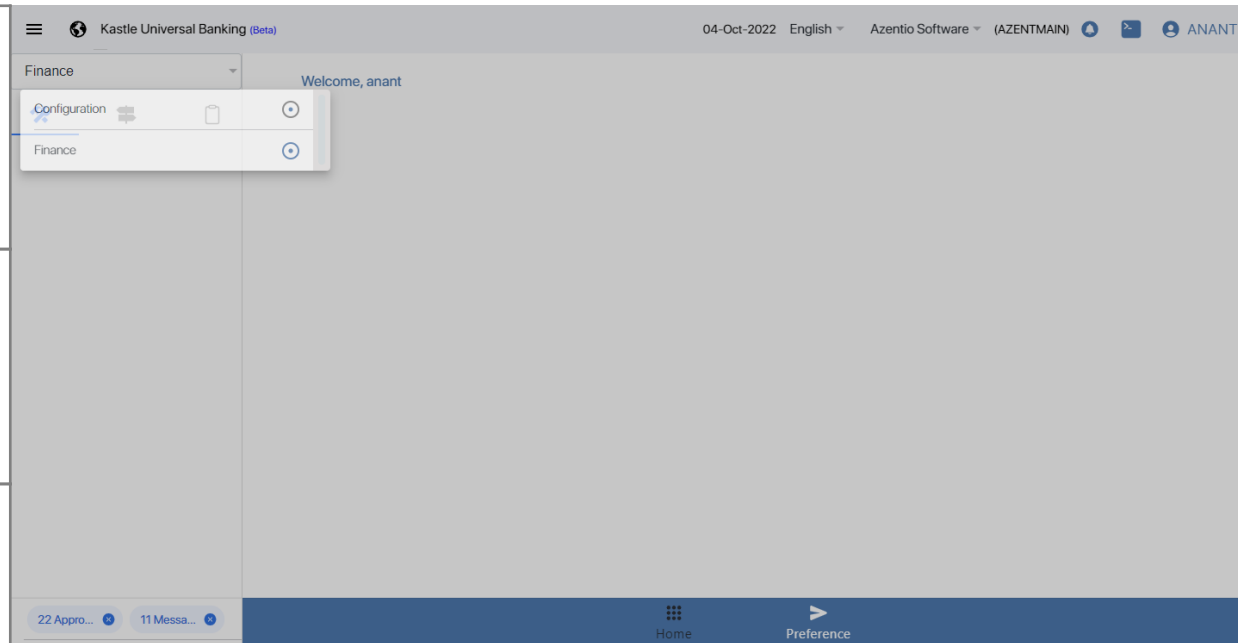 Kastle Universal Banking (Beta) 04-Oct-2022 English Azentio Software (AZENTMAIN) ANANT
Finance
Welcome, anant
Configuration
Finance
22 Appro... 11 Messa...
Home Preference